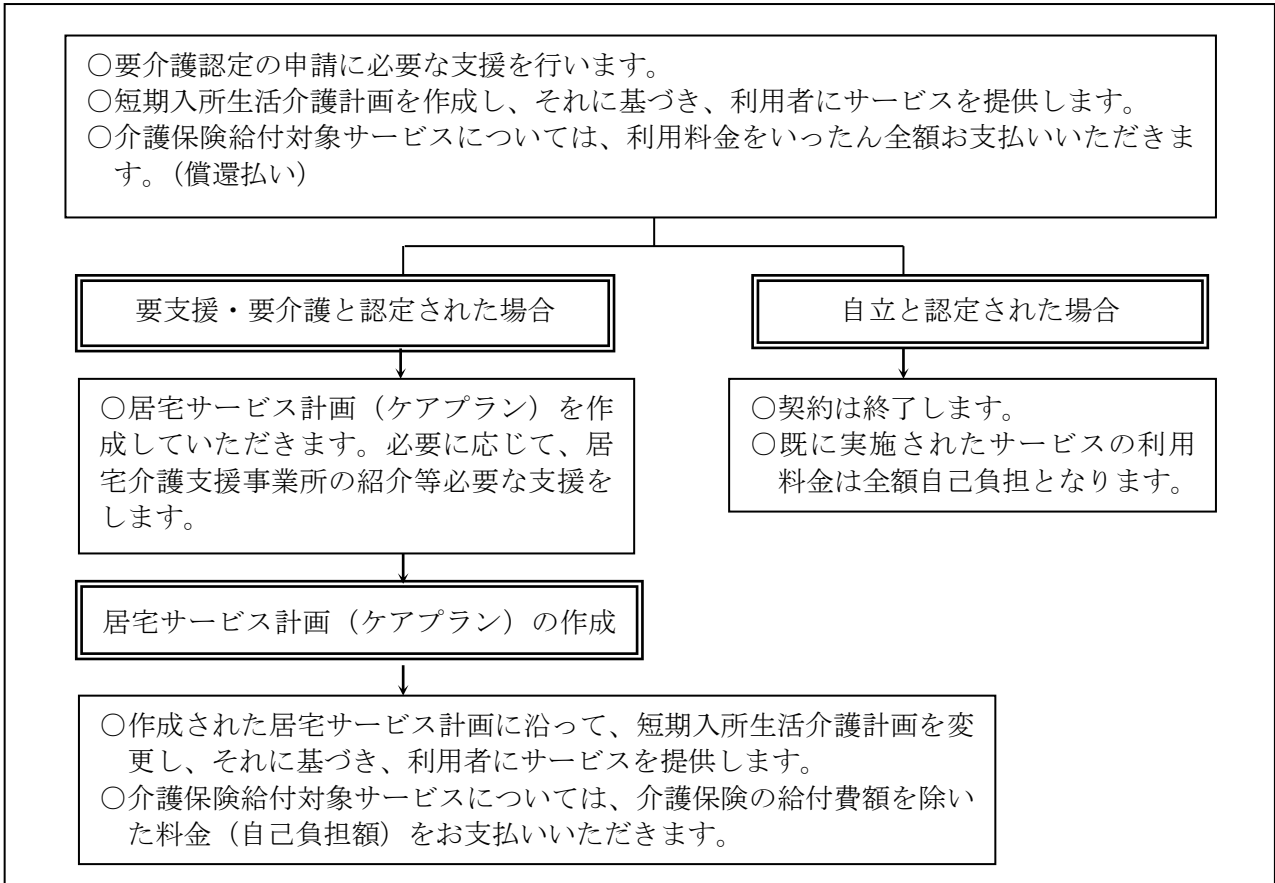 ○要介護認定の申請に必要な支援を行います。
○短期入所生活介護計画を作成し、それに基づき、利用者にサービスを提供します。
○介護保険給付対象サービスについては、利用料金をいったん全額お支払いいただきま
す。（償還払い）
要支援・要介護と認定された場合
自立と認定された場合
○居宅サービス計画（ケアプラン）を作
成していただきます。必要に応じて、居
宅介護支援事業所の紹介等必要な支援を
します。
○契約は終了します。
○既に実施されたサービスの利用
料金は全額自己負担となります。
居宅サービス計画（ケアプラン）の作成
○作成された居宅サービス計画に沿って、短期入所生活介護計画を変
更し、それに基づき、利用者にサービスを提供します。
○介護保険給付対象サービスについては、介護保険の給付費額を除い
た料金（自己負担額）をお支払いいただきます。